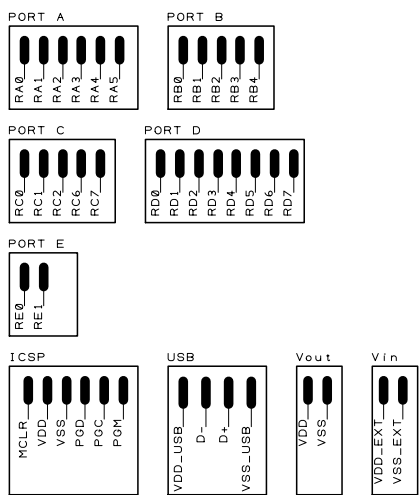 PORT A PORT B
RA0 RA1 RA2 RA3 RA4 RA5 RB0 RB1 RB2 RB3 RB4
PORT C PORT D
RC0 RC1 RC2 RC6 RC7 RD0 RD1 RD2 RD3 RD4 RD5 RD6 RD7
PORT E
RE0 RE1
ICSP USB Vout Vin
MCLR VDD VSS PGD PGC PGM VDD_USB D- D+ VSS_USB VDD VSS VDD_EXT VSS_EXT